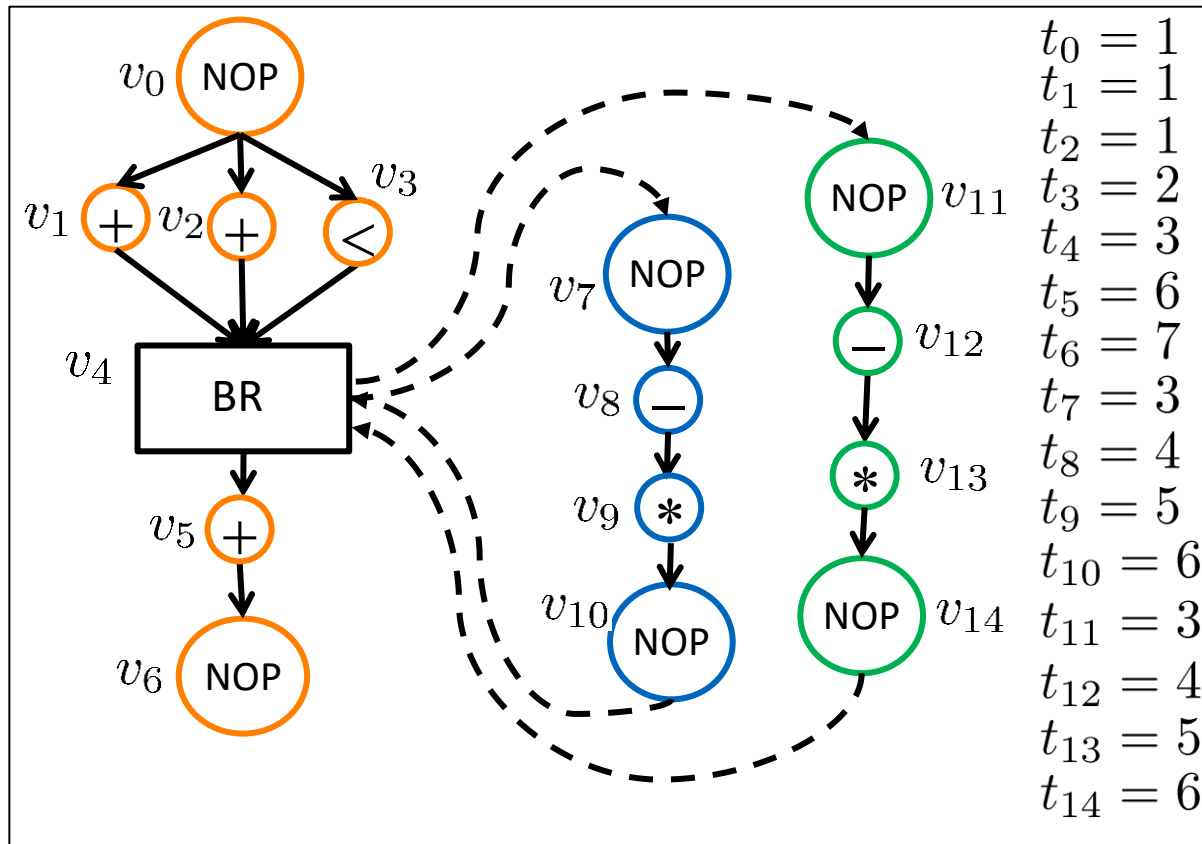 v₀ NOP
v₁ +
v₂ +
v₃ <
v₄ BR
v₅ +
v₆ NOP
v₇ NOP
v₈ −
v₉ *
v₁₀ NOP
v₁₁ NOP
v₁₂ −
v₁₃ *
v₁₄ NOP
t₀ = 1
t₁ = 1
t₂ = 1
t₃ = 2
t₄ = 3
t₅ = 6
t₆ = 7
t₇ = 3
t₈ = 4
t₉ = 5
t₁₀ = 6
t₁₁ = 3
t₁₂ = 4
t₁₃ = 5
t₁₄ = 6